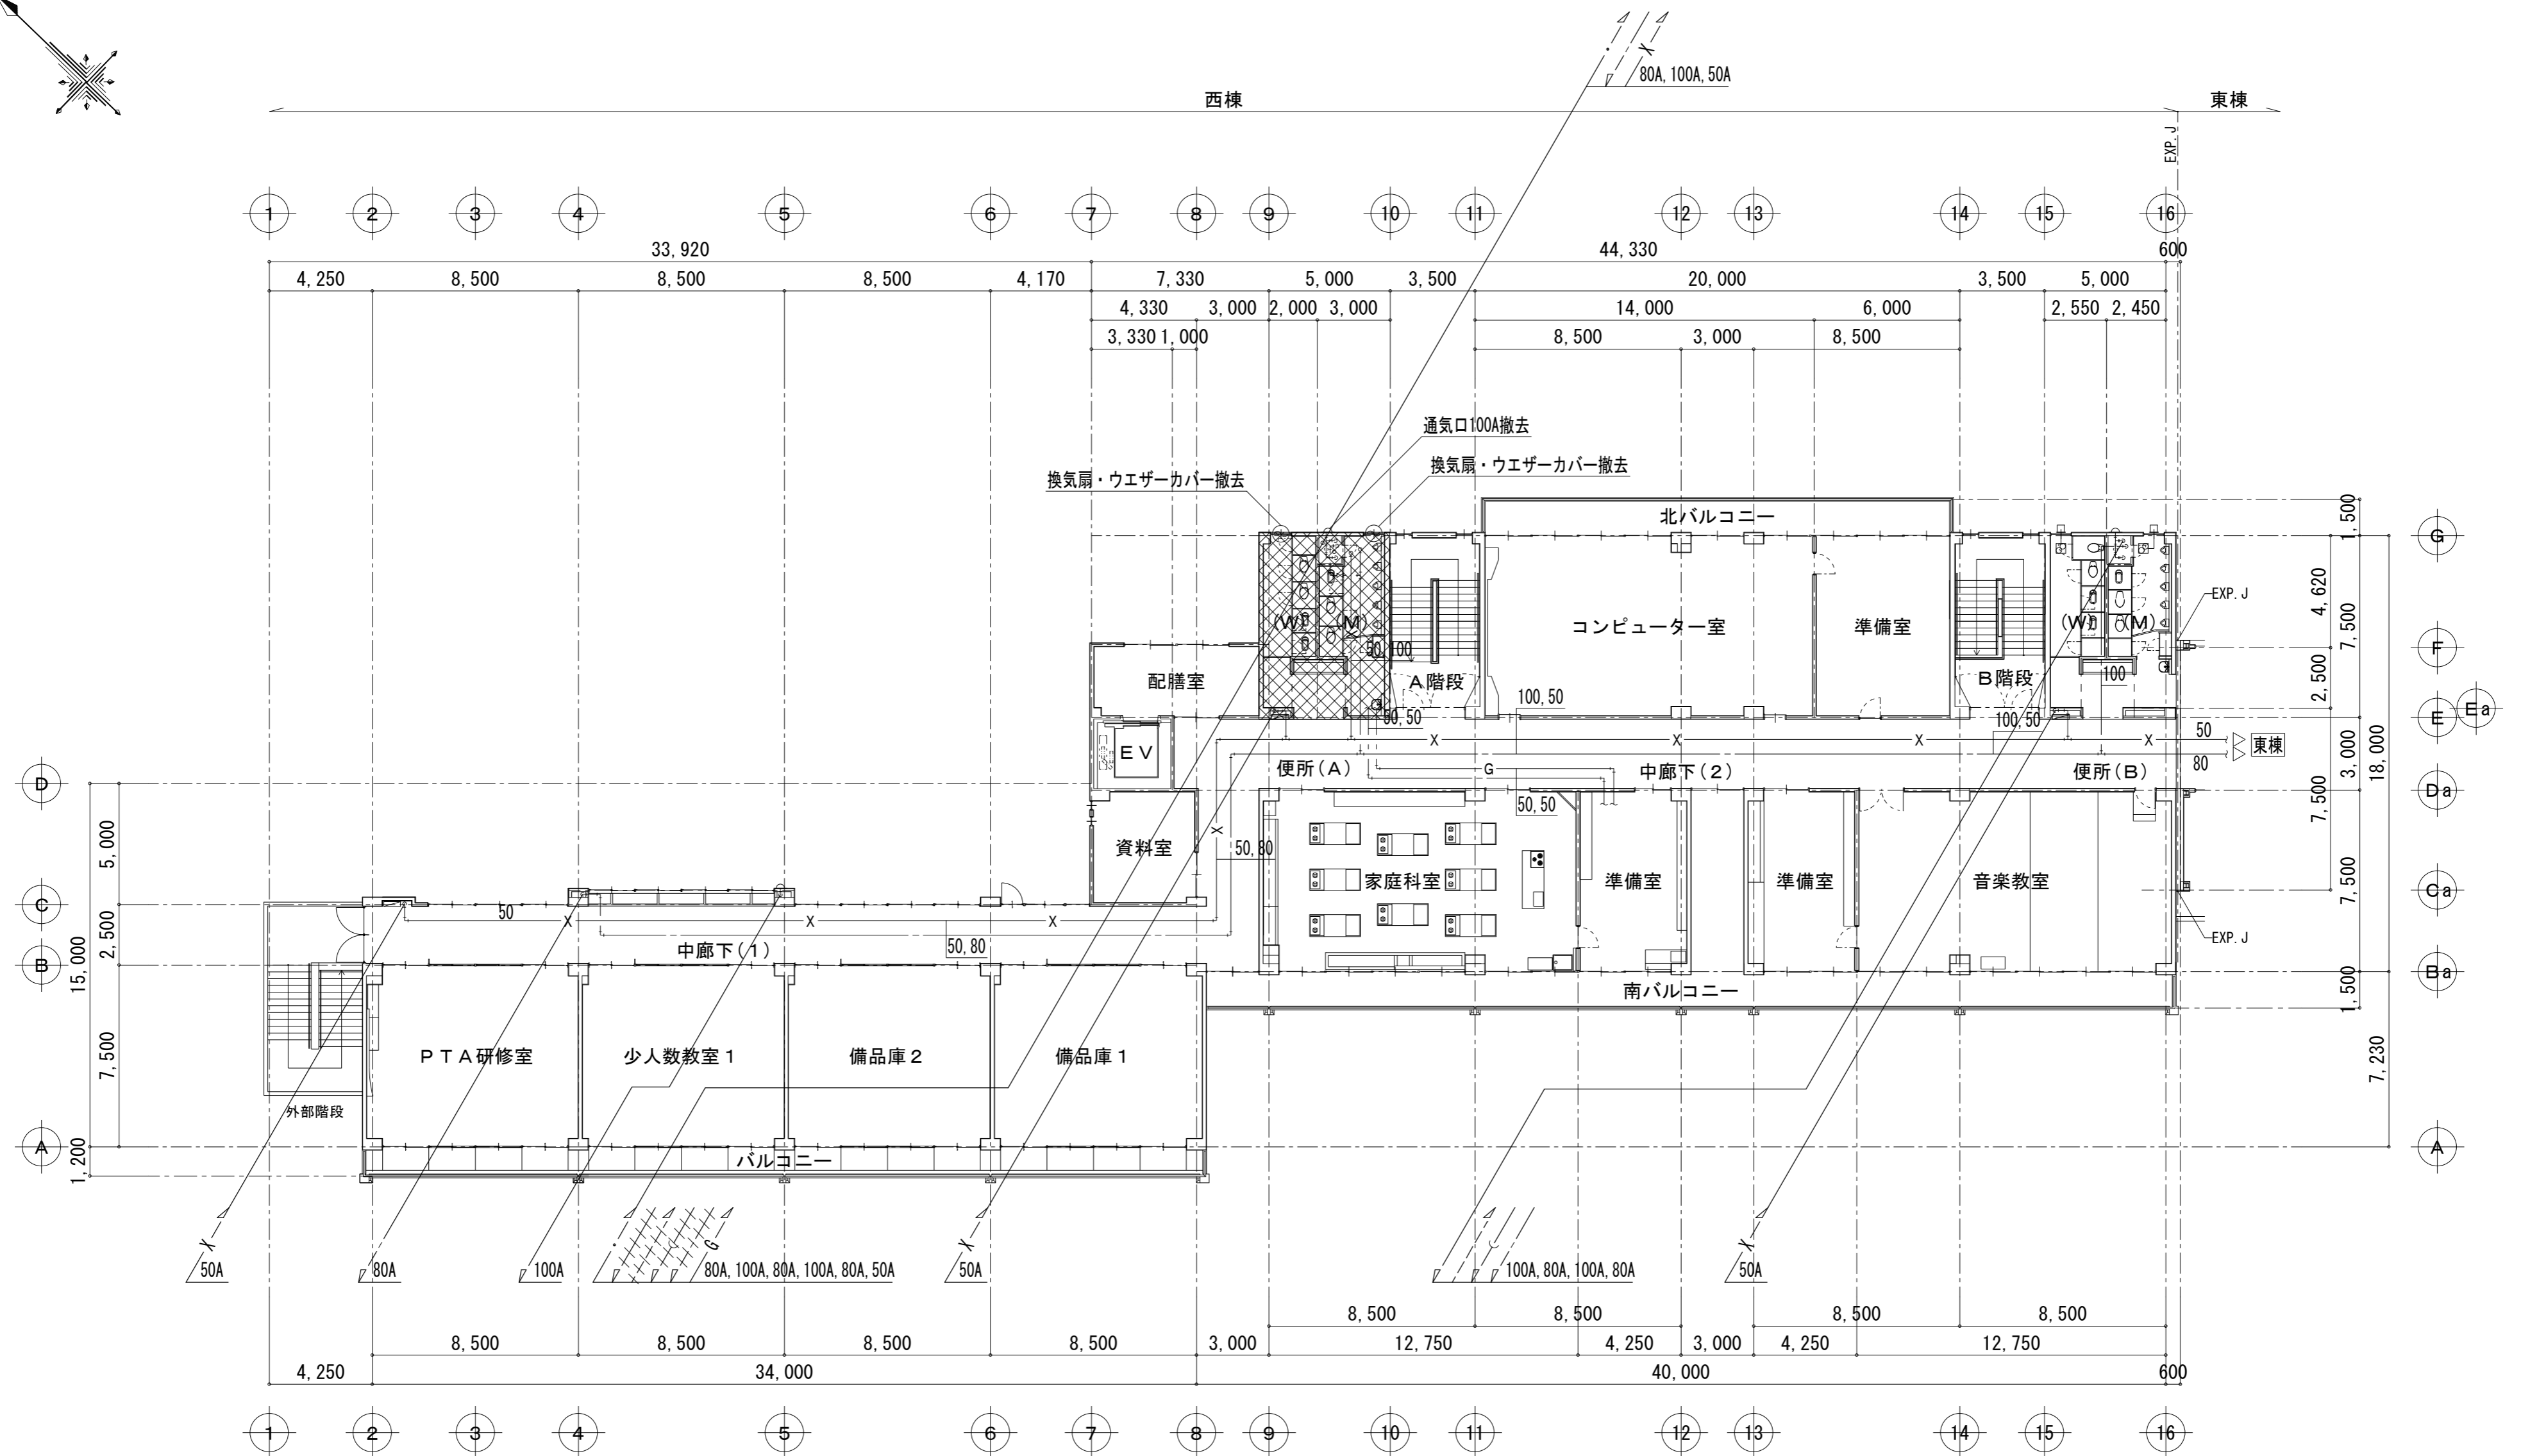 80A, 100A, 50A
西棟
東棟
EXP. J
1 2 3 4 5 6 7 8 9 10 11 12 13 14 15 16
33,920
44,330
600
4,250
8,500
8,500
8,500
4,170
7,330
5,000
3,500
20,000
3,500
5,000
4,330
3,000
2,000
3,000
14,000
6,000
2,550
2,450
3,330
1,000
8,500
3,000
8,500
通気口100A撤去
換気扇・ウエザーカバー撤去
換気扇・ウエザーカバー撤去
北バルコニー
1,500
G
4,620
7,500
EXP. J
(W)
(M)
コンピューター室
準備室
(W)
(M)
F
50,100
配膳室
A階段
B階段
100
2,500
100,50
50,50
100,50
E
Ea
X
X
X
X
50
東棟
80
EV
便所(A)
G
中廊下(2)
便所(B)
3,000
18,000
D
Da
50,50
7,500
5,000
X
50,80
資料室
家庭科室
準備室
準備室
音楽教室
7,500
C
Ca
50
X
X
X
EXP. J
2,500
中廊下(1)
50,80
B
Ba
15,000
南バルコニー
1,500
7,500
PTA研修室
少人数教室1
備品庫2
備品庫1
7,230
外部階段
A
A
1,200
バルコニー
X
50A
80A
100A
G
80A, 100A, 80A, 100A, 80A, 50A
X
50A
100A, 80A, 100A, 80A
X
50A
8,500
8,500
8,500
8,500
8,500
8,500
8,500
8,500
3,000
12,750
4,250
3,000
4,250
12,750
4,250
34,000
40,000
600
1 2 3 4 5 6 7 8 9 10 11 12 13 14 15 16